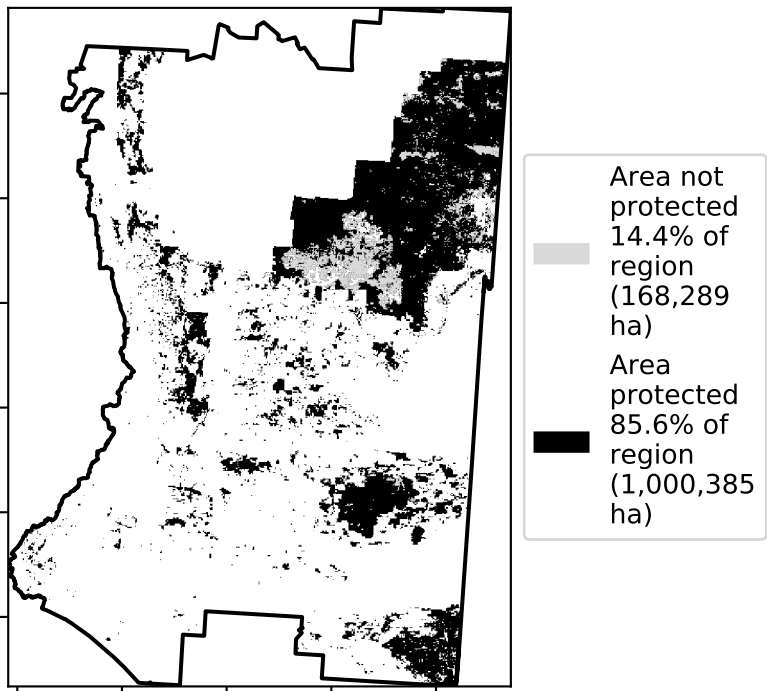 Area not
protected
14.4% of
region
(168,289
ha)
Area
protected
85.6% of
region
(1,000,385
ha)